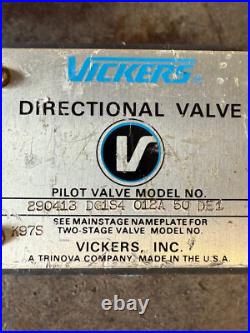 VICKERS
DIRECTIONAL VALVE
V
PILOT VALVE MODEL NO.
290413 DG1S4 012A 50 DE1
SEE MAINSTAGE NAMEPLATE FOR
K97S TWO-STAGE VALVE MODEL NO.
VICKERS, INC.
A TRINOVA COMPANY MADE IN THE U.S.A.